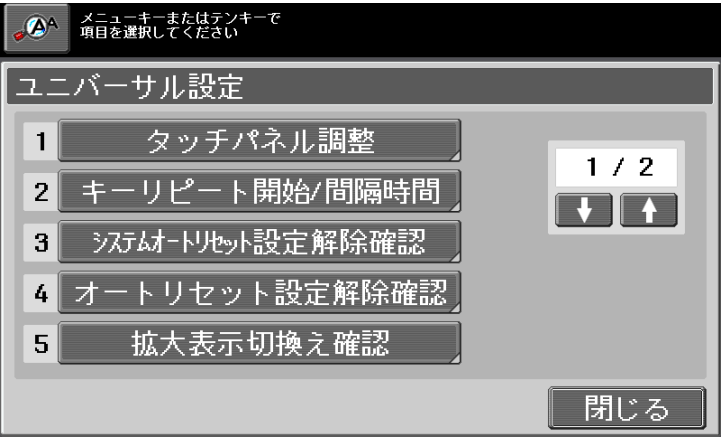 メニューキーまたはテンキーで
項目を選択してください
ユニバーサル設定
1 タッチパネル調整
2 キーリピート開始/間隔時間
3 ｼｽﾃﾑｵｰﾄﾘｾｯﾄ設定解除確認
4 オートリセット設定解除確認
5 拡大表示切換え確認
1 / 2
閉じる